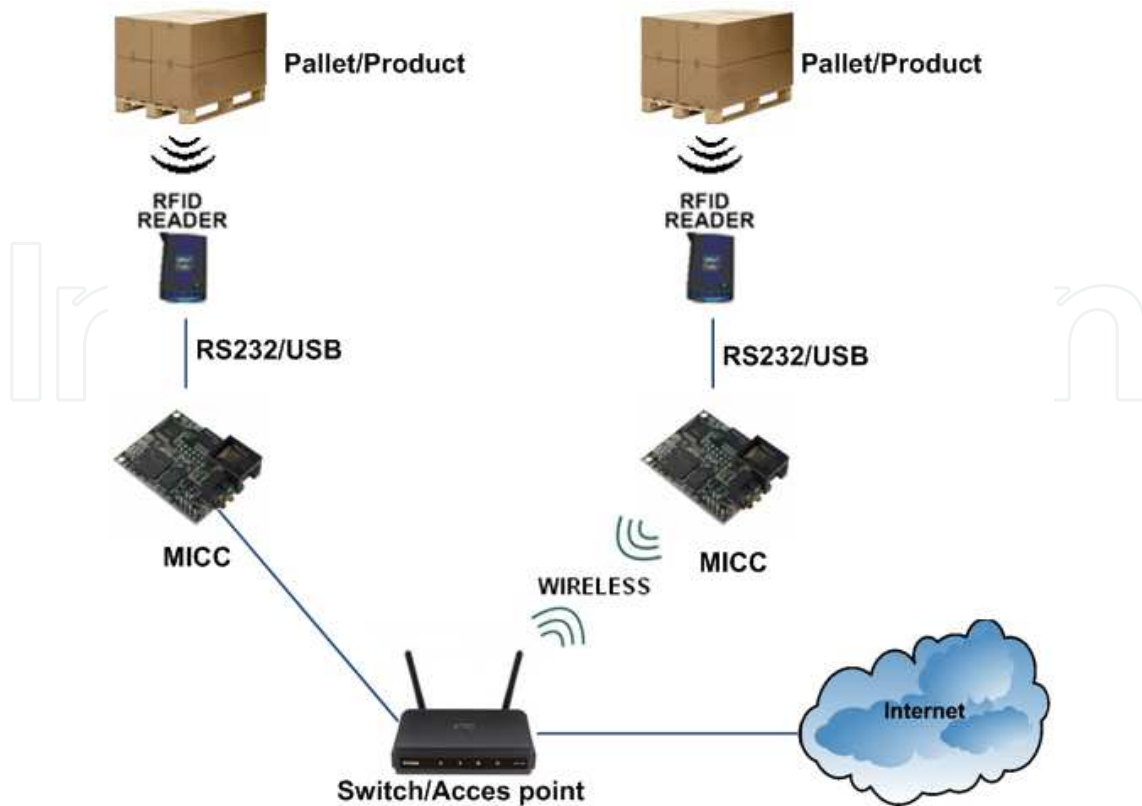 Pallet/Product
Pallet/Product
RFID
READER
RFID
READER
RS232/USB
RS232/USB
MICC
MICC
WIRELESS
Internet
Switch/Acces point